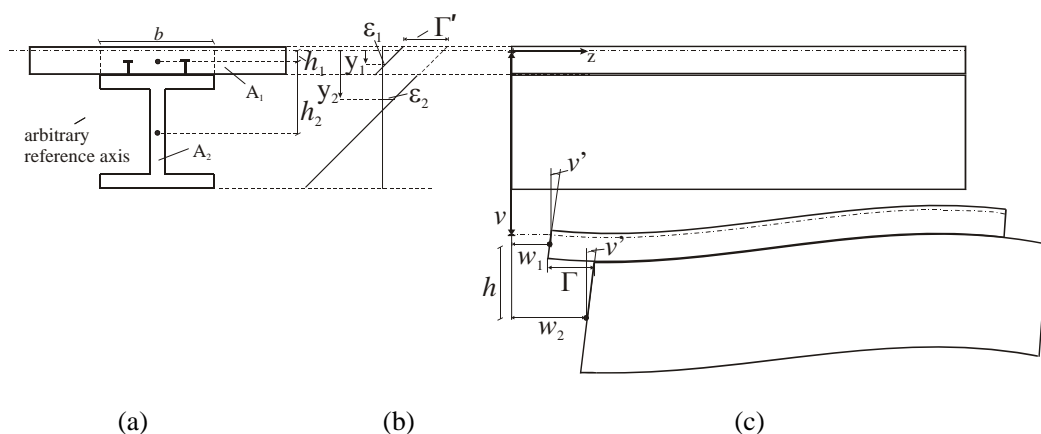 b
ε₁
Γ'
z
h₁
y₁
A₁
y₂
ε₂
h₂
arbitrary
reference axis
A₂
v'
v
w₁
v'
h
Γ
w₂
(a)
(b)
(c)